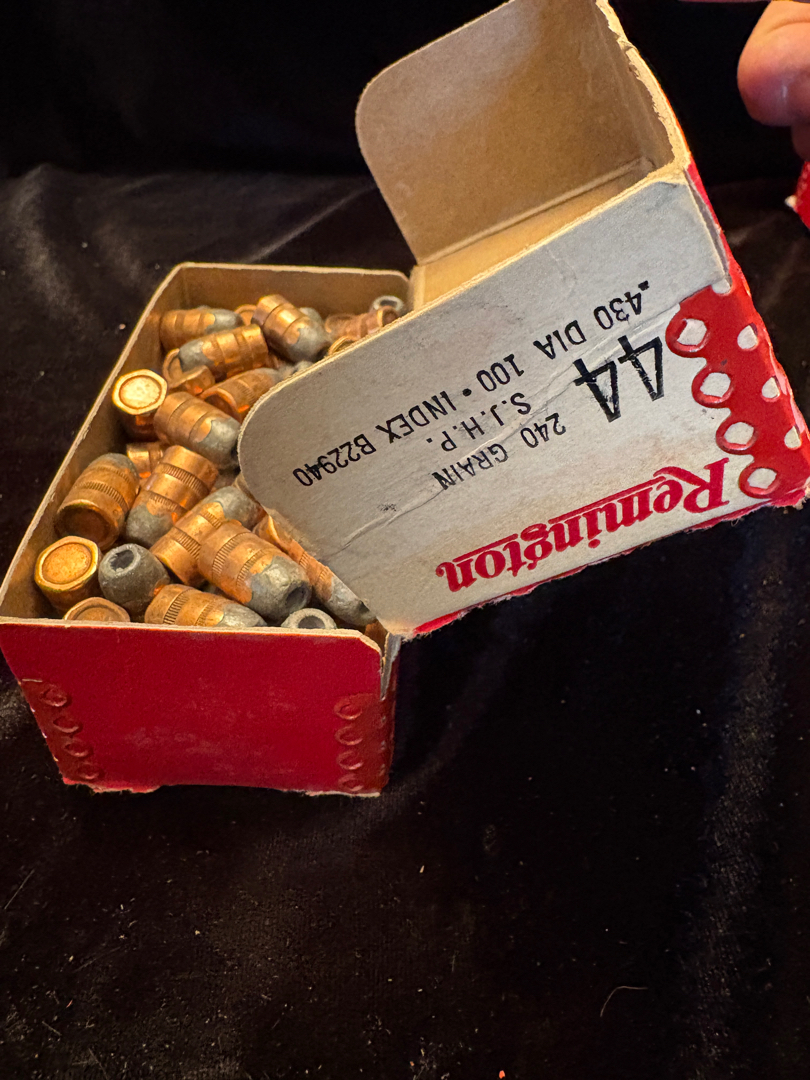 Remington
240 GRAIN
44 S.J.H.P.
.430 DIA 100 • INDEX B22940